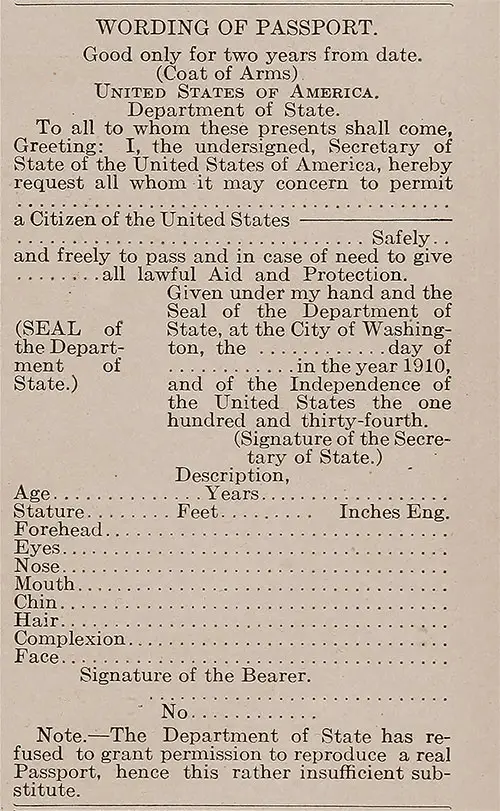 WORDING OF PASSPORT.
Good only for two years from date.
(Coat of Arms)
UNITED STATES OF AMERICA.
Department of State.
To all to whom these presents shall come,
Greeting: I, the undersigned, Secretary of
State of the United States of America, hereby
request all whom it may concern to permit
. . . . . . . . . . . . . . . . . . . . . . . . . . . . . . . . . . . . . . . .
a Citizen of the United States ————————
. . . . . . . . . . . . . . . . . . . . . . . . . . . . . . . Safely. .
and freely to pass and in case of need to give
. . . . . . . . all lawful Aid and Protection.
Given under my hand and the
Seal of the Department of
(SEAL of State, at the City of Washing-
the Depart- ton, the . . . . . . . . . . . . day of
ment of . . . . . . . . . . . . in the year 1910,
State.) and of the Independence of
the United States the one
hundred and thirty-fourth.
(Signature of the Secre-
tary of State.)
Description,
Age. . . . . . . . . . . . . Years. . . . . . . . . . . . . . . . .
Stature. . . . . . . . Feet. . . . . . . . . Inches Eng.
Forehead. . . . . . . . . . . . . . . . . . . . . . . . . . . . . . .
Eyes. . . . . . . . . . . . . . . . . . . . . . . . . . . . . . . . . . .
Nose. . . . . . . . . . . . . . . . . . . . . . . . . . . . . . . . . . .
Mouth. . . . . . . . . . . . . . . . . . . . . . . . . . . . . . . . . .
Chin. . . . . . . . . . . . . . . . . . . . . . . . . . . . . . . . . . .
Hair. . . . . . . . . . . . . . . . . . . . . . . . . . . . . . . . . . .
Complexion. . . . . . . . . . . . . . . . . . . . . . . . . . . . .
Face. . . . . . . . . . . . . . . . . . . . . . . . . . . . . . . . . . .
Signature of the Bearer.
. . . . . . . . . . . . . . . . . . . . . . . . . . .
No. . . . . . . . . . . .
Note.—The Department of State has re-
fused to grant permission to reproduce a real
Passport, hence this rather insufficient sub-
stitute.